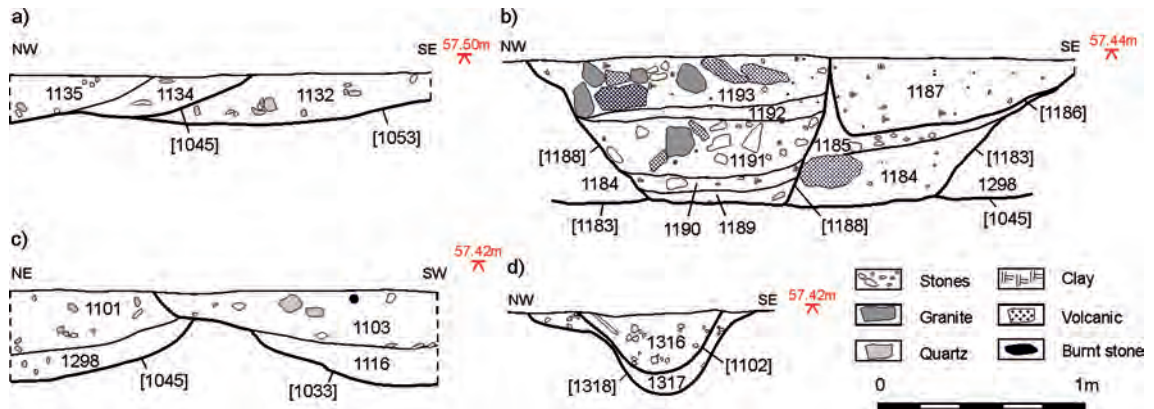 a)
NW
SE
57.50m
1135
1134
1132
[1045]
[1053]
b)
NW
SE
57.44m
1193
1192
1187
[1186]
[1188]
1191
1185
[1183]
1184
1184
1298
[1045]
[1183]
1190
1189
[1188]
c)
NE
SW
57.42m
1101
1103
1298
1116
[1045]
[1033]
d)
NW
SE
57.42m
1316
[1102]
[1318]
1317
Stones
Clay
Granite
Volcanic
Quartz
Burnt stone
0
1m